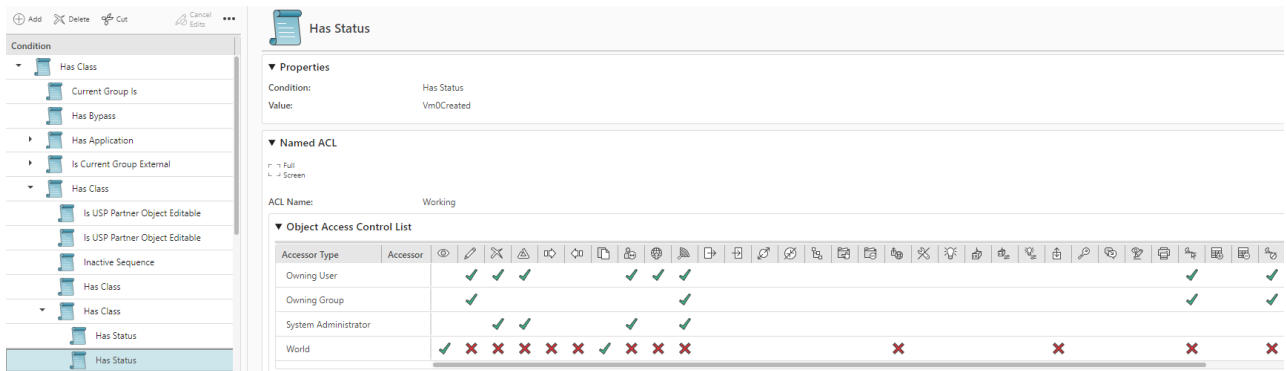 Add Delete Cut Cancel Edits
Condition
Has Class
Current Group Is
Has Bypass
Has Application
Is Current Group External
Has Class
Is USP Partner Object Editable
Is USP Partner Object Editable
Inactive Sequence
Has Class
Has Class
Has Status
Has Status
Has Status
Properties
Condition: Has Status
Value: Vm0Created
Named ACL
Full
Screen
ACL Name: Working
Object Access Control List
Accessor Type Accessor
Owning User
Owning Group
System Administrator
World